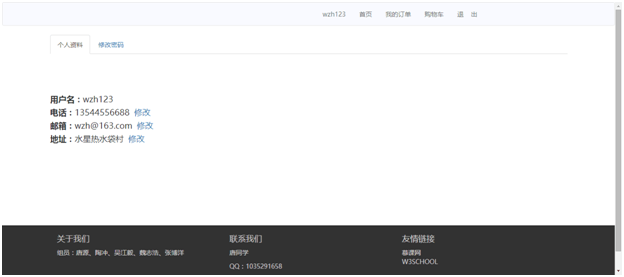 wzh123 首页 我的订单 购物车 退 出
个人资料 修改密码
用户名：wzh123
电话：13544556688 修改
邮箱：wzh@163.com 修改
地址：水星热水袋村 修改
关于我们 联系我们 友情链接
组员：唐源、陶冲、吴江毅、魏志浩、张博洋 唐同学 慕课网
QQ：1035291658 W3SCHOOL